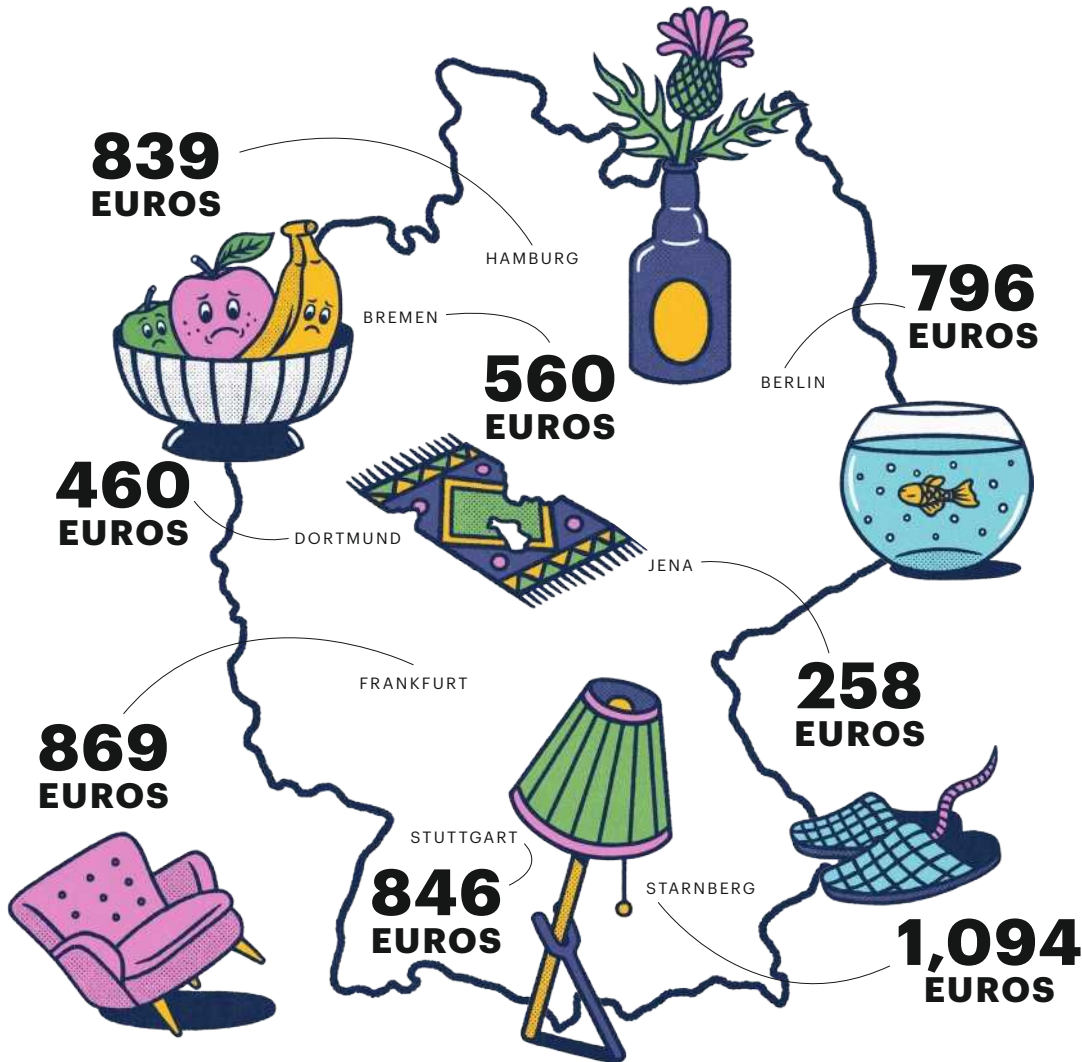 839
EUROS
HAMBURG
BREMEN
796
EUROS
560
EUROS
BERLIN
460
EUROS
DORTMUND
JENA
258
EUROS
FRANKFURT
869
EUROS
STUTTGART
846
EUROS
STARNBERG
1,094
EUROS